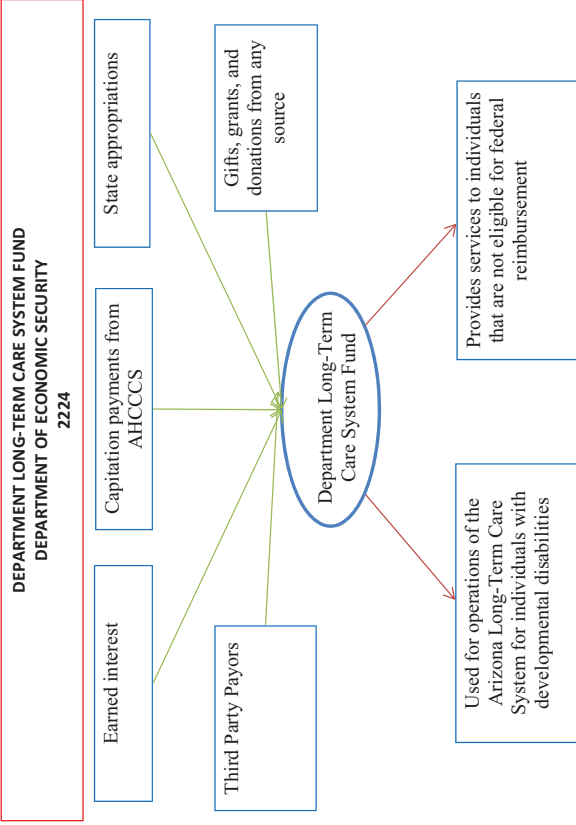 DEPARTMENT LONG-TERM CARE SYSTEM FUND
DEPARTMENT OF ECONOMIC SECURITY
2224
Earned interest
Capitation payments from
AHCCCS
State appropriations
Third Party Payors
Gifts, grants, and
donations from any
source
Department Long-Term
Care System Fund
Used for operations of the
Arizona Long-Term Care
System for individuals with
developmental disabilities
Provides services to individuals
that are not eligible for federal
reimbursement